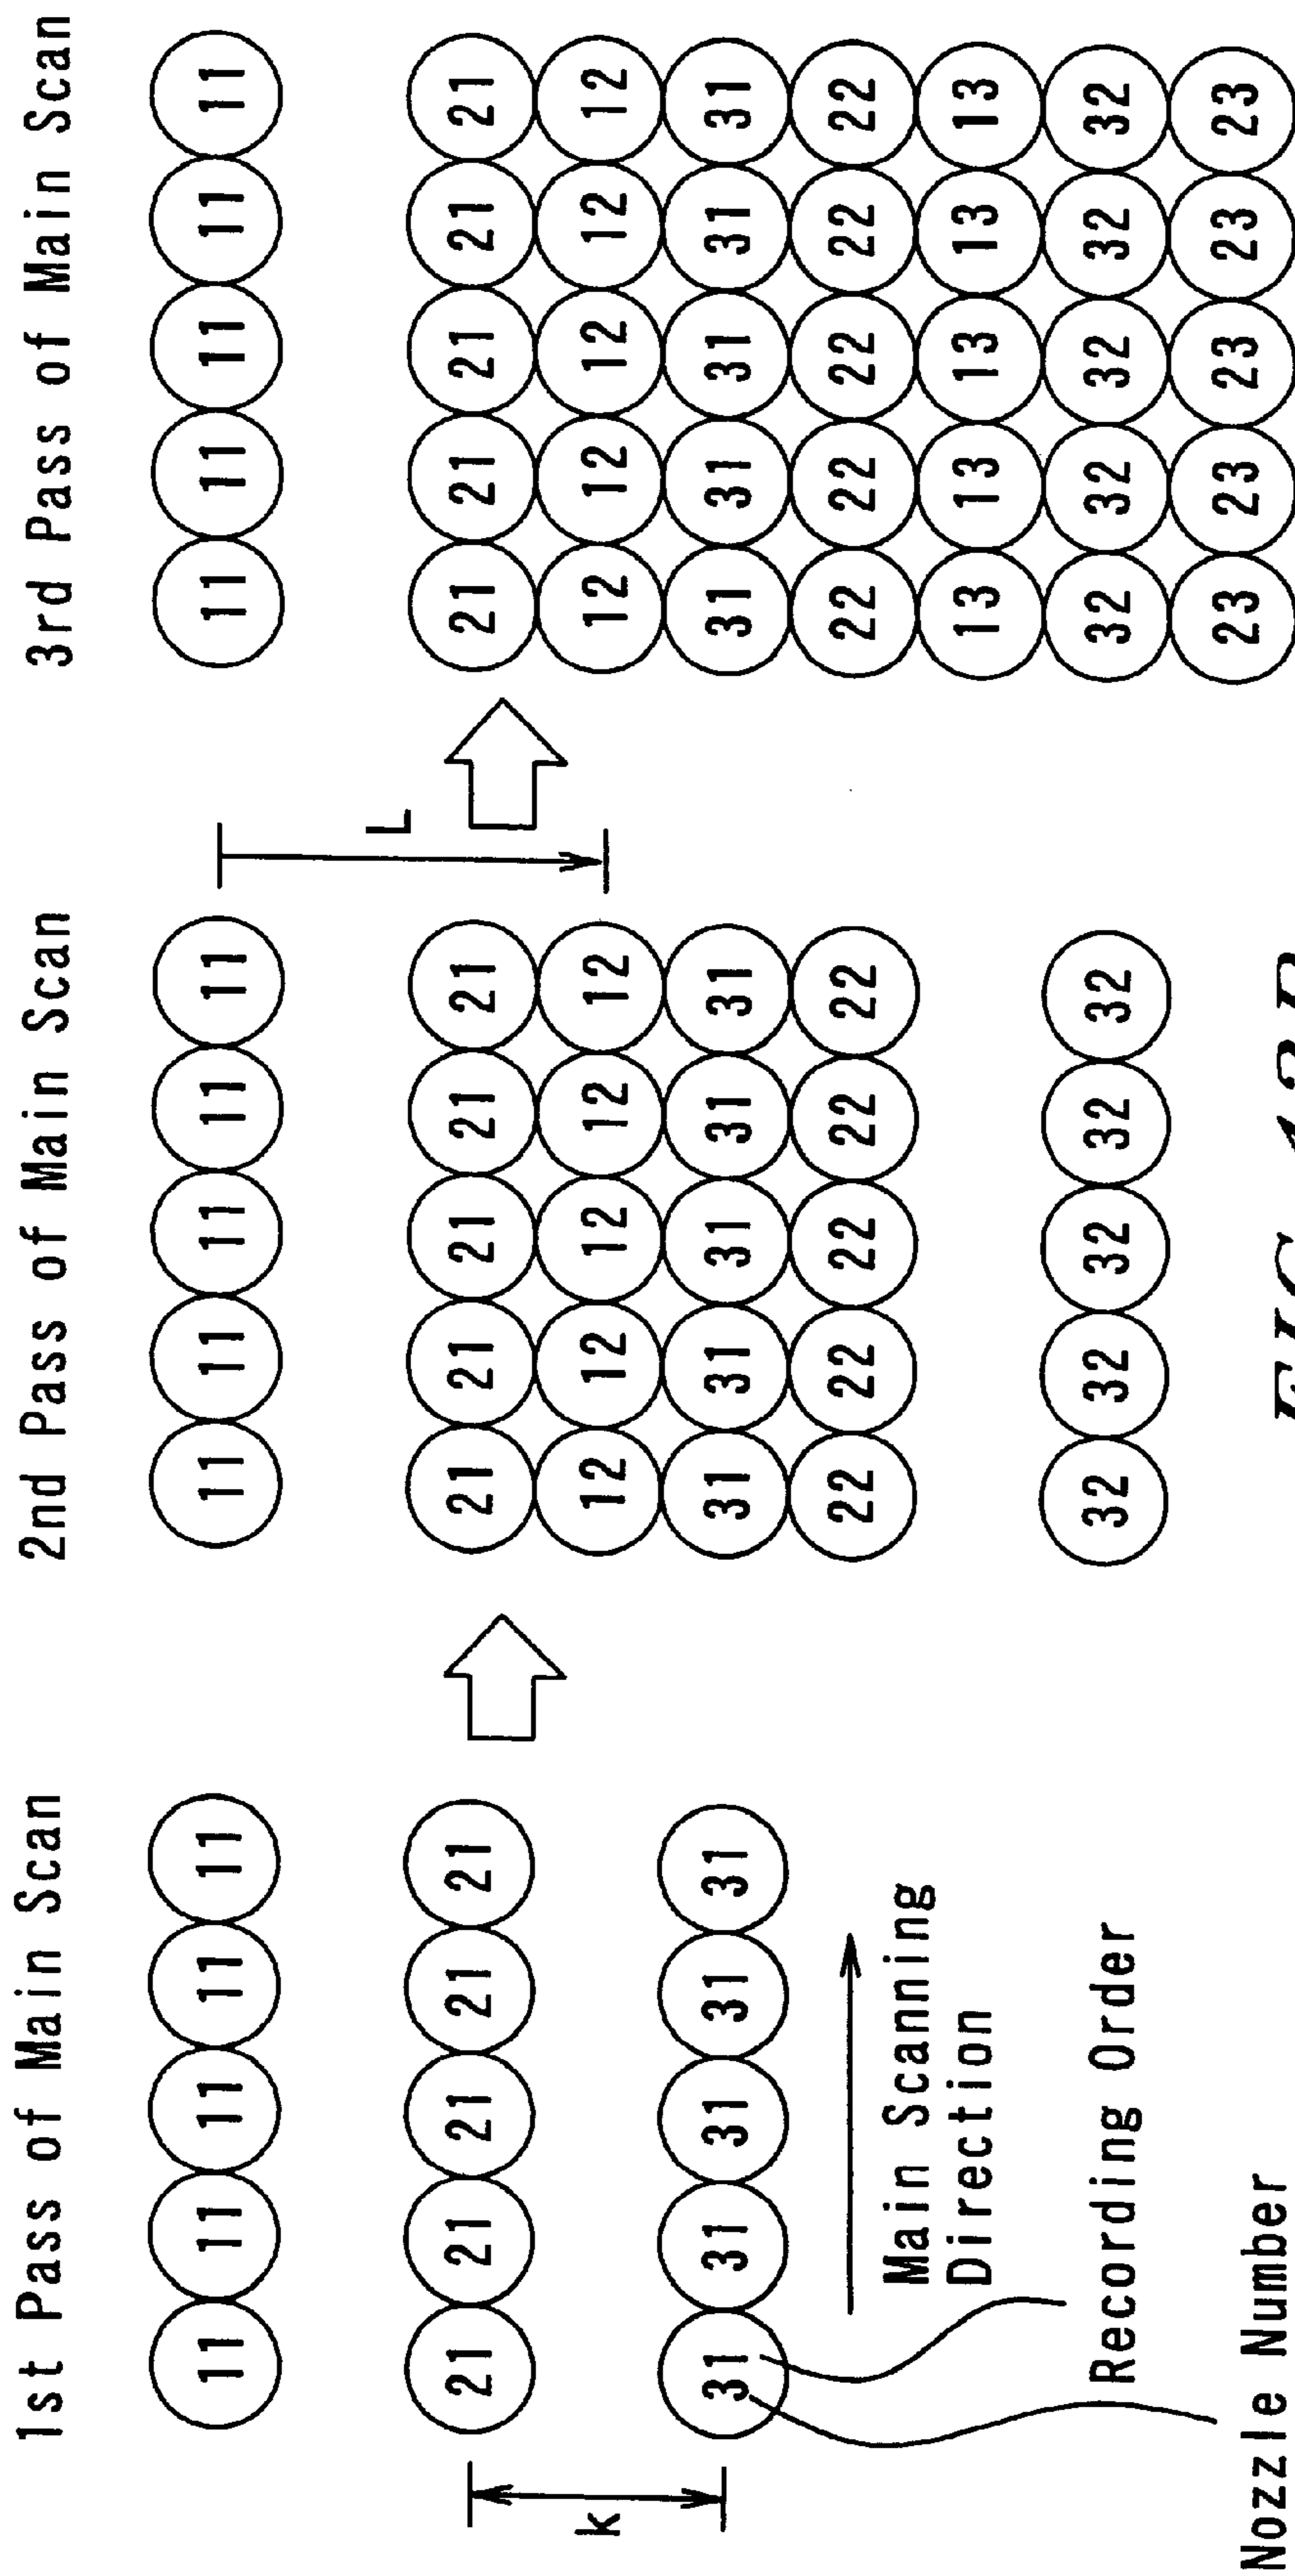 1st Pass of Main Scan
11 11 11 11 11
21 21 21 21 21
31 31 31 31 31
k
Main Scanning
Direction
Recording Order
Nozzle Number
2nd Pass of Main Scan
11 11 11 11 11
21 21 21 21 21
12 12 12 12 12
31 31 31 31 31
22 22 22 22 22
32 32 32 32 32
L
3rd Pass of Main Scan
11 11 11 11 11
21 21 21 21 21
12 12 12 12 12
31 31 31 31 31
22 22 22 22 22
13 13 13 13 13
32 32 32 32 32
23 23 23 23 23